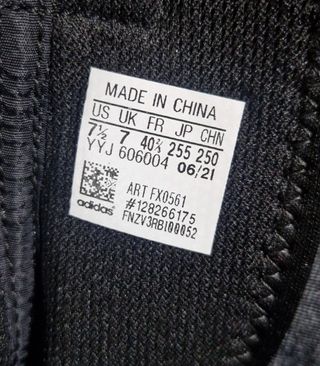 MADE IN CHINA
US UK FR JP CHN
7½ 7 40⅔ 255 250
YYJ 606004 06/21
ART FX0561
#128266175
FNZV3RBI00052
adidas